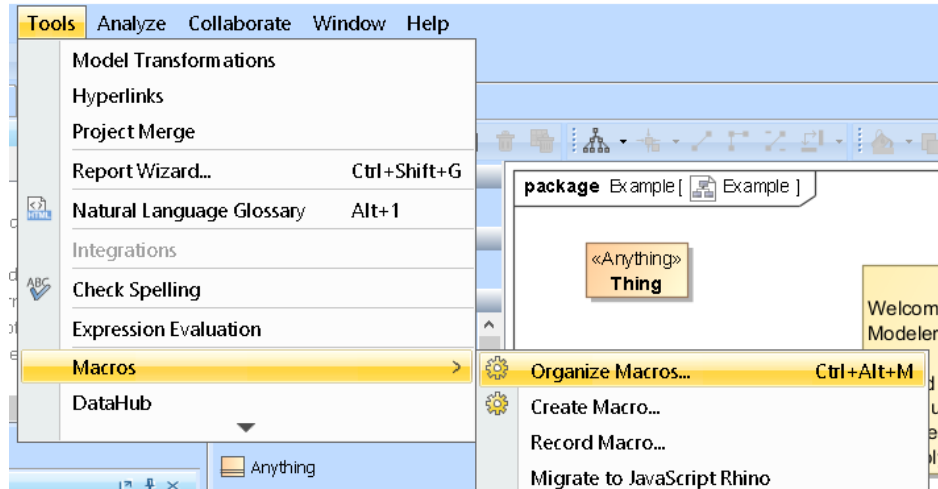 Tools Analyze Collaborate Window Help
Model Transformations
Hyperlinks
Project Merge
Report Wizard... Ctrl+Shift+G
HTML Natural Language Glossary Alt+1
Integrations
ABC Check Spelling
Expression Evaluation
Macros
DataHub
package Example [ Example ]
«Anything»
Thing
Organize Macros... Ctrl+Alt+M
Create Macro...
Record Macro...
Migrate to JavaScript Rhino
Anything